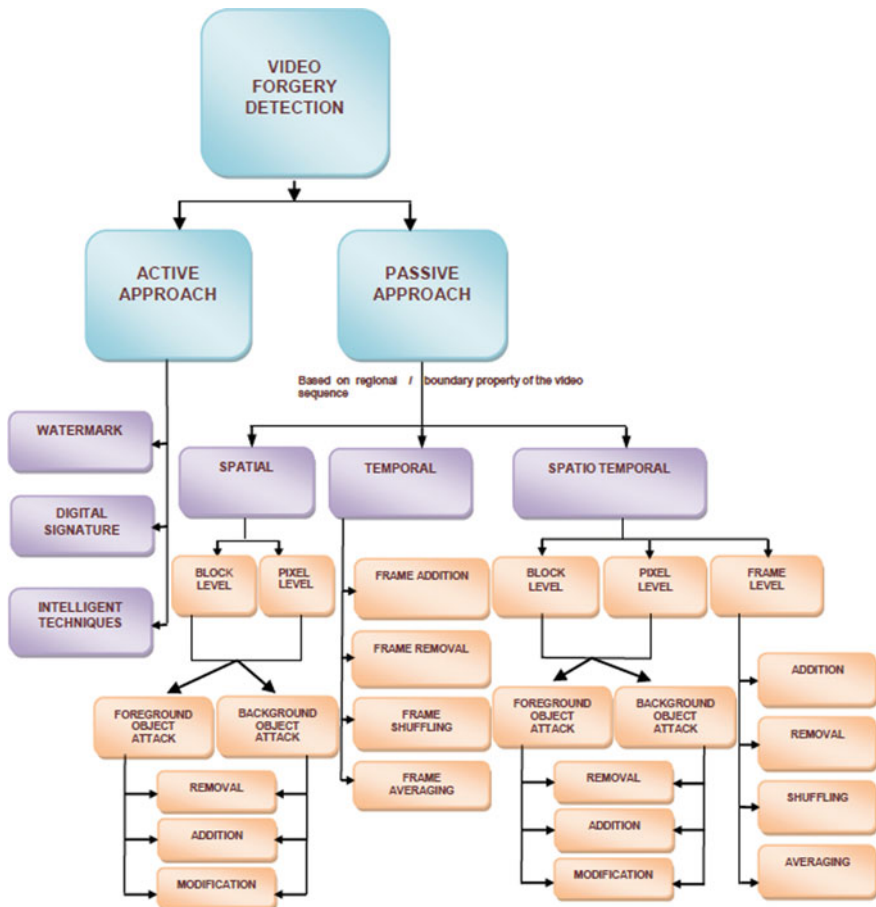 VIDEO
FORGERY
DETECTION
ACTIVE
APPROACH
PASSIVE
APPROACH
Based on regional / boundary property of the video
sequence
WATERMARK
DIGITAL
SIGNATURE
INTELLIGENT
TECHNIQUES
SPATIAL
TEMPORAL
SPATIO TEMPORAL
BLOCK
LEVEL
PIXEL
LEVEL
FOREGROUND
OBJECT
ATTACK
BACKGROUND
OBJECT
ATTACK
REMOVAL
ADDITION
MODIFICATION
FRAME ADDITION
FRAME REMOVAL
FRAME
SHUFFLING
FRAME
AVERAGING
BLOCK
LEVEL
PIXEL
LEVEL
FRAME
LEVEL
FOREGROUND
OBJECT
ATTACK
BACKGROUND
OBJECT
ATTACK
REMOVAL
ADDITION
MODIFICATION
ADDITION
REMOVAL
SHUFFLING
AVERAGING